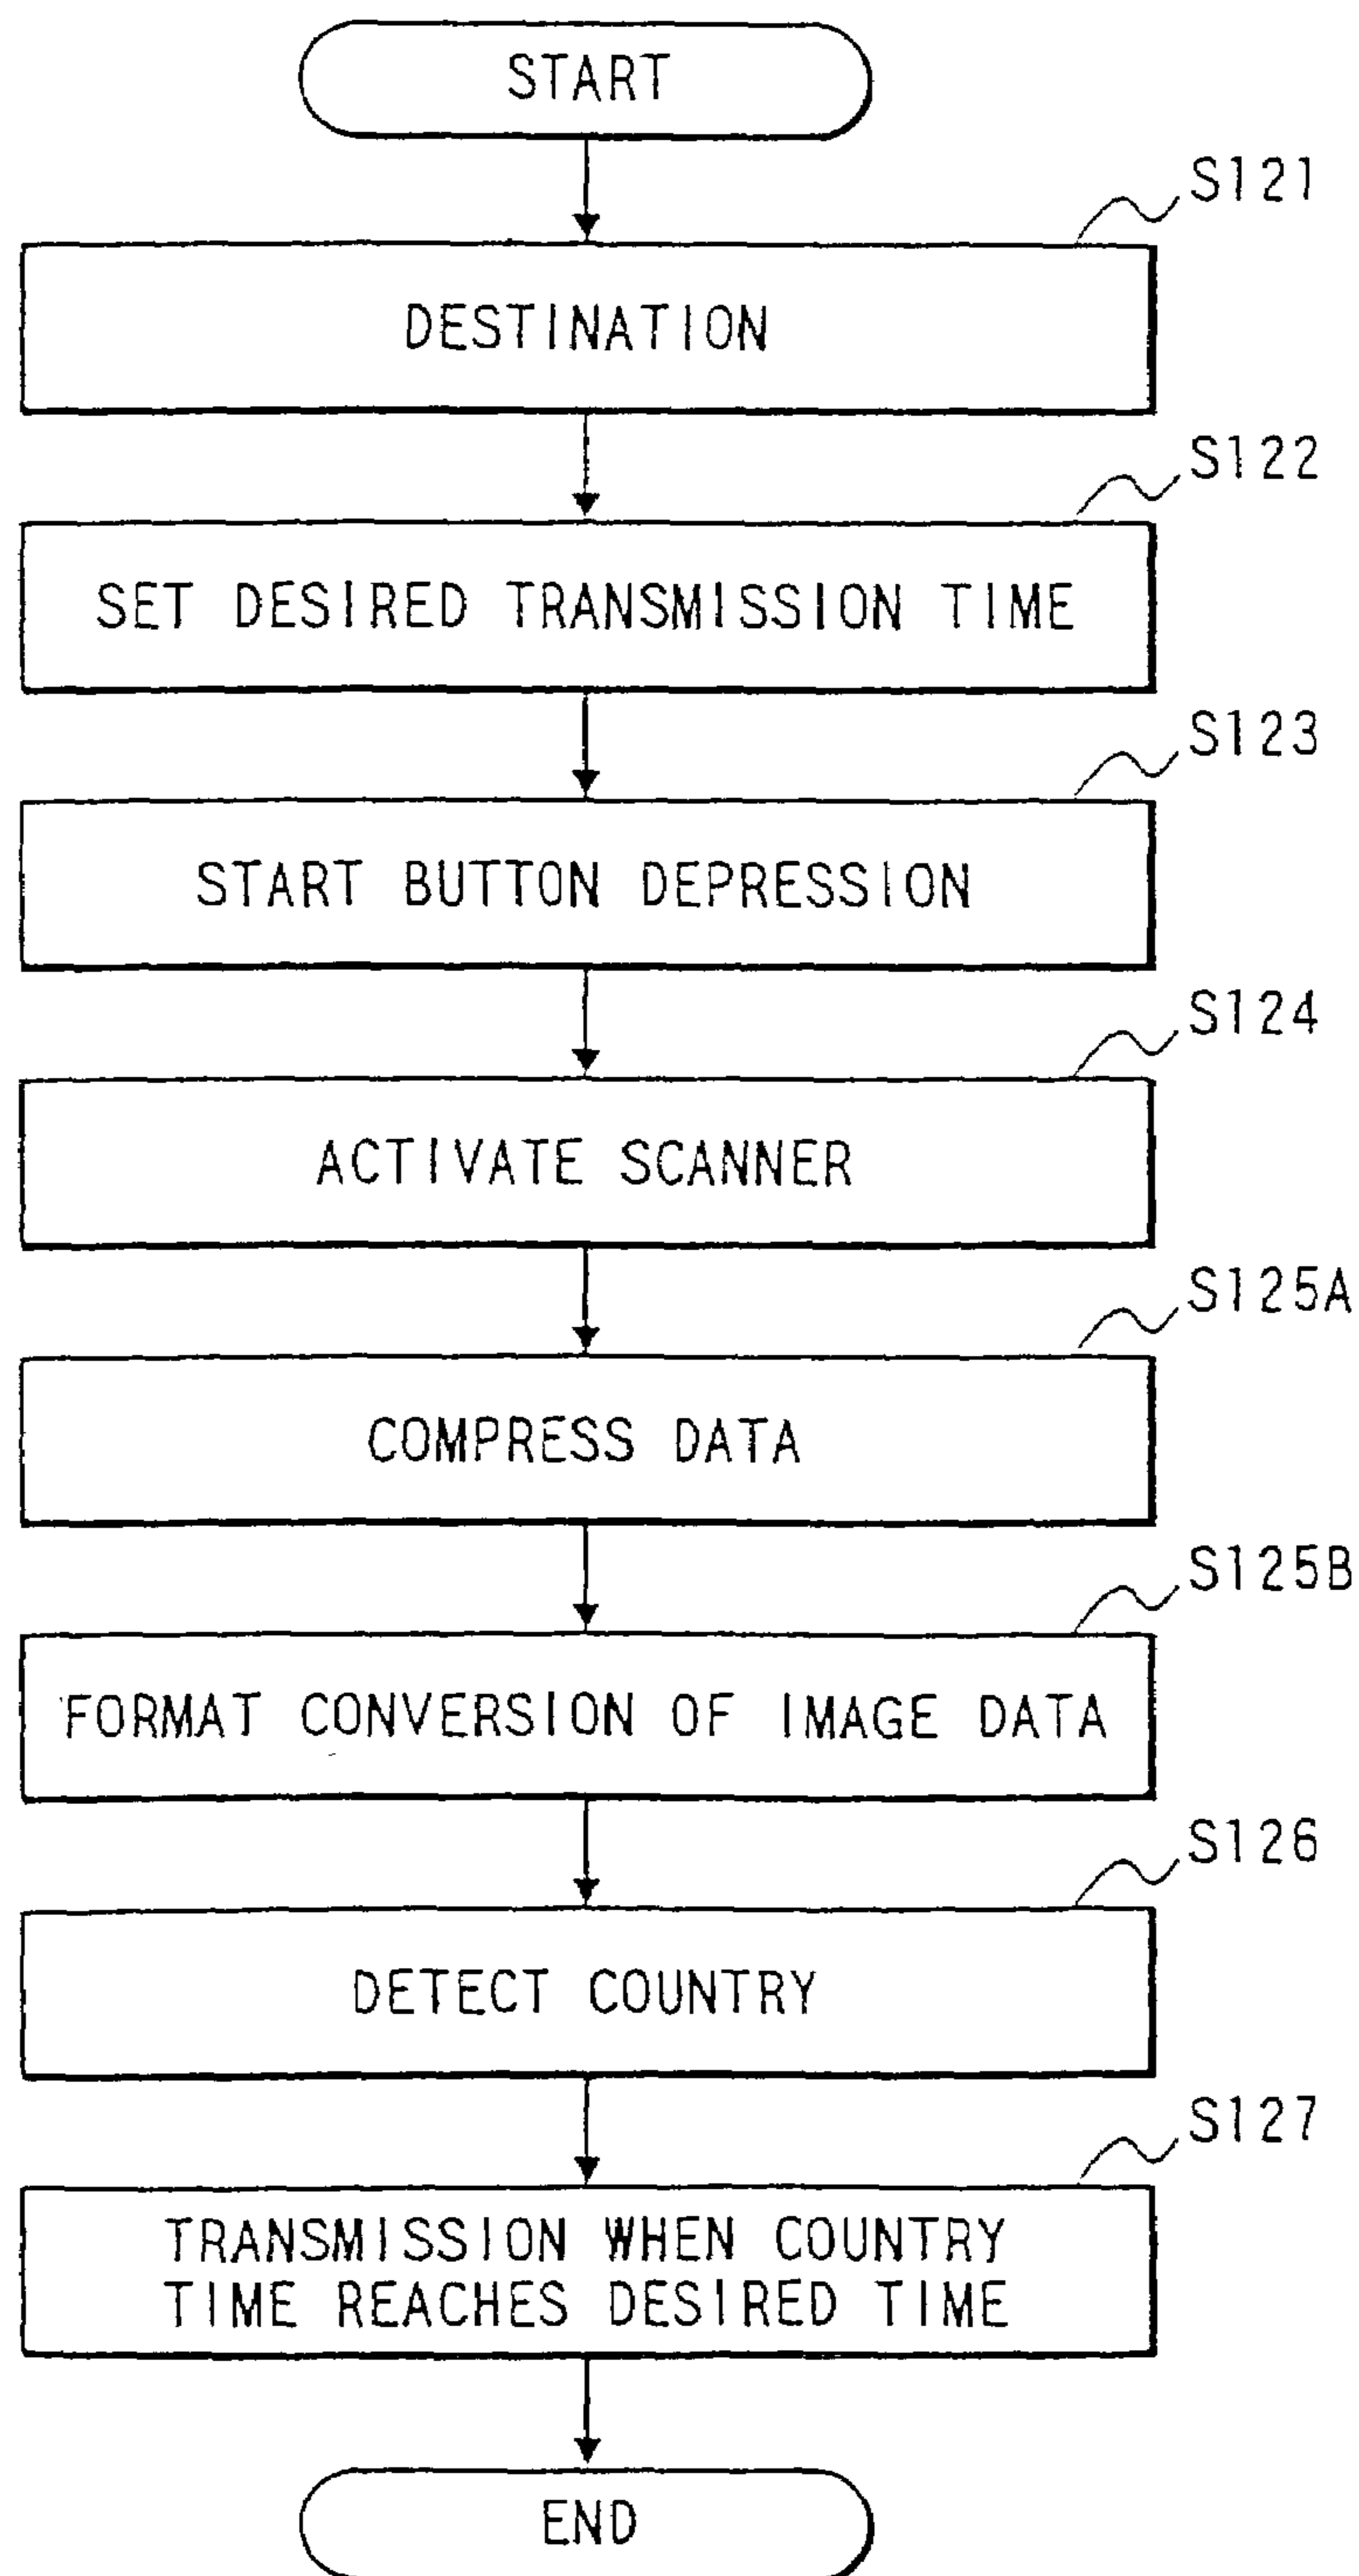 START
S121
DESTINATION
S122
SET DESIRED TRANSMISSION TIME
S123
START BUTTON DEPRESSION
S124
ACTIVATE SCANNER
S125A
COMPRESS DATA
S125B
FORMAT CONVERSION OF IMAGE DATA
S126
DETECT COUNTRY
S127
TRANSMISSION WHEN COUNTRY
TIME REACHES DESIRED TIME
END